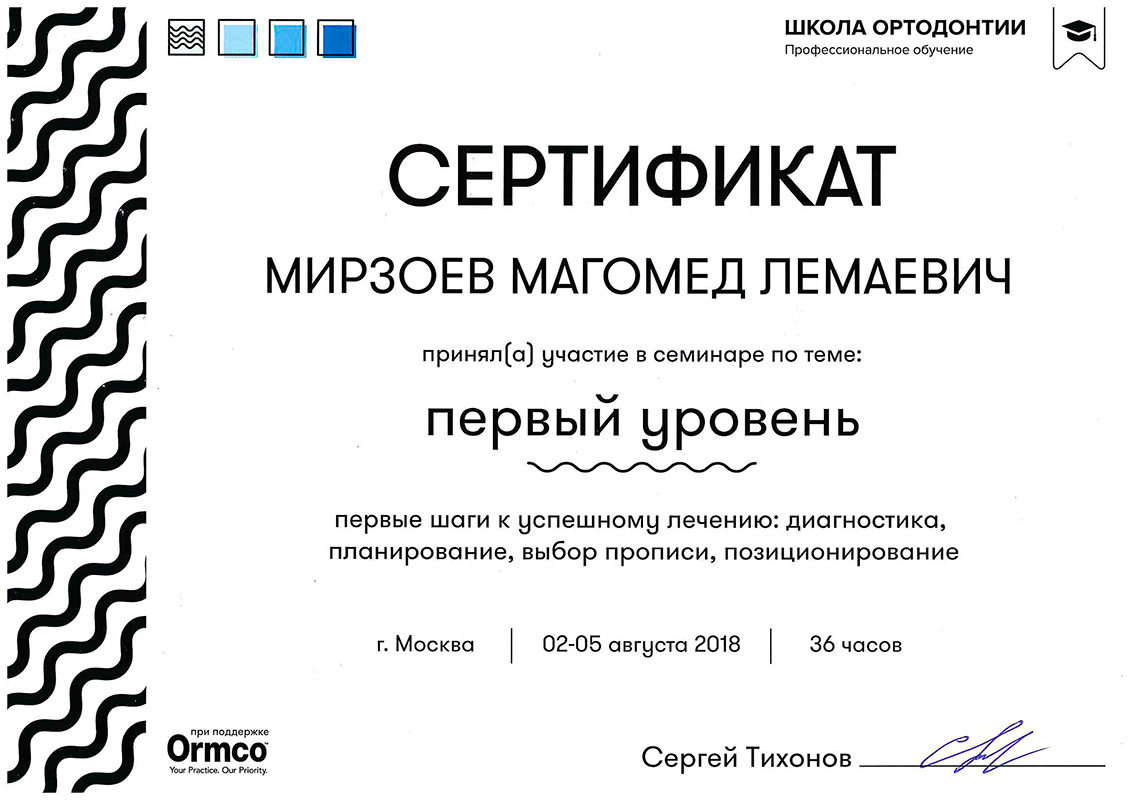 ШКОЛА ОРТОДОНТИИ
Профессиональное обучение
СЕРТИФИКАТ
МИРЗОЕВ МАГОМЕД ЛЕМАЕВИЧ
принял(а) участие в семинаре по теме:
первый уровень
первые шаги к успешному лечению: диагностика,
планирование, выбор прописи, позиционирование
г. Москва | 02-05 августа 2018 | 36 часов
при поддержке
Ormco™
Your Practice. Our Priority.
Сергей Тихонов